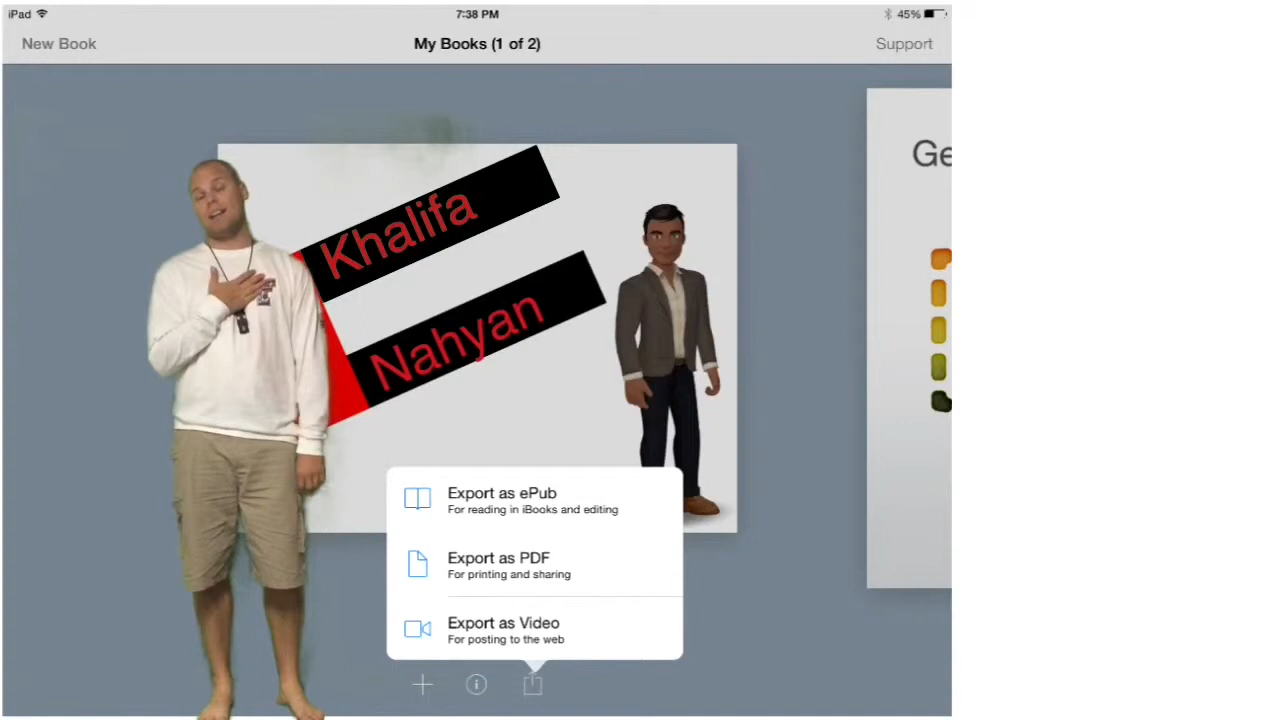 iPad
7:38 PM
45%
New Book
My Books (1 of 2)
Support
Khalifa
Nahyan
Ge
Export as ePub
For reading in iBooks and editing
Export as PDF
For printing and sharing
Export as Video
For posting to the web